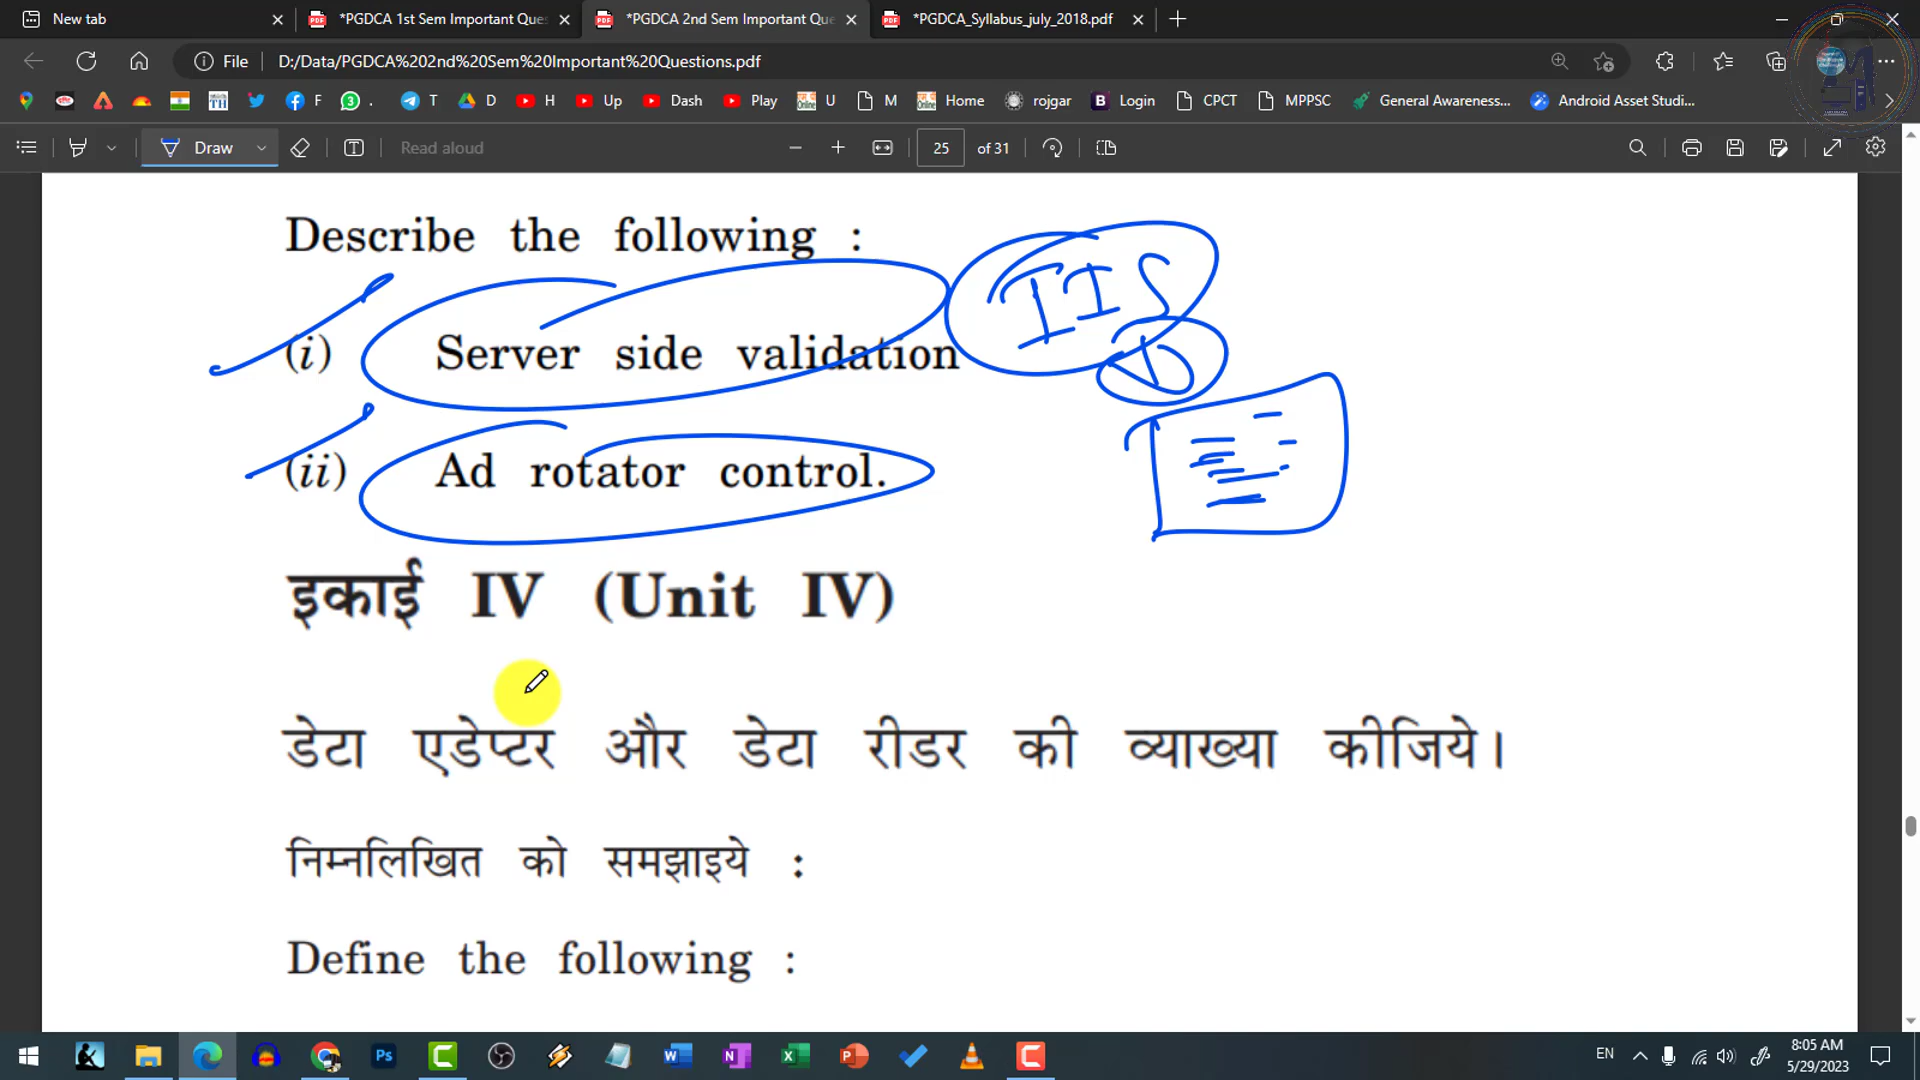 New tab
*PGDCA 1st Sem Important Ques
*PGDCA 2nd Sem Important Que
*PGDCA_Syllabus_july_2018.pdf
File
D:/Data/PGDCA%202nd%20Sem%20Important%20Questions.pdf
F . T D H Up Dash Play U M Home rojgar Login CPCT MPPSC General Awareness... Android Asset Studi...
Draw
Read aloud
25 of 31
Describe the following :
IIS
(i) Server side validation
(ii) Ad rotator control.
इकाई IV (Unit IV)
डेटा एडेप्टर और डेटा रीडर की व्याख्या कीजिये।
निम्नलिखित को समझाइये :
Define the following :
EN
8:05 AM
5/29/2023